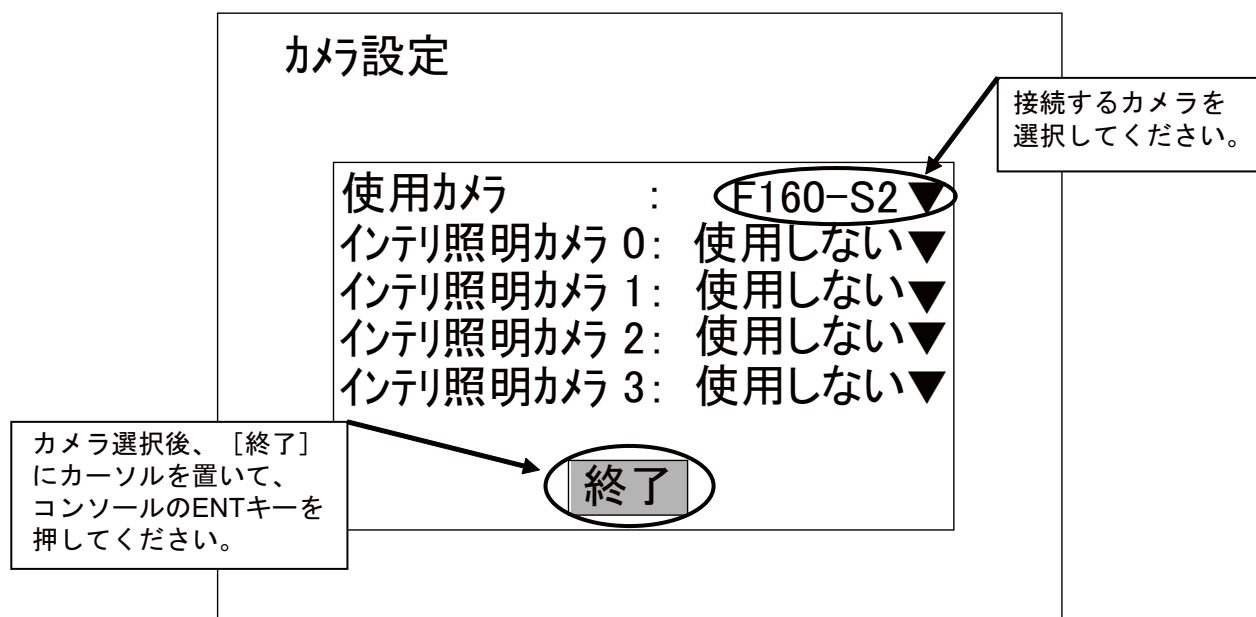 カメラ設定
接続するカメラを
選択してください。
使用カメラ : F160-S2▼
インテリ照明カメラ 0: 使用しない▼
インテリ照明カメラ 1: 使用しない▼
インテリ照明カメラ 2: 使用しない▼
インテリ照明カメラ 3: 使用しない▼
カメラ選択後、［終了］
にカーソルを置いて、
コンソールのENTキーを
押してください。
終了